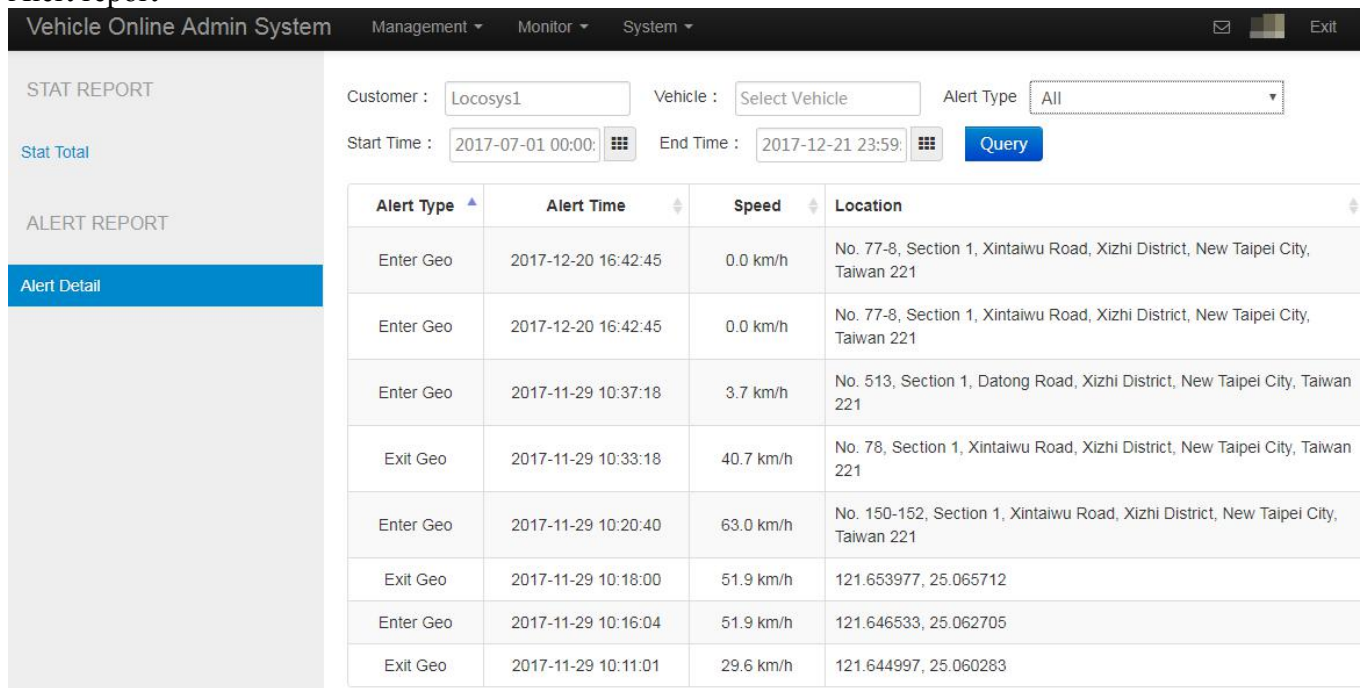 Alert report
Vehicle Online Admin System Management Monitor System Exit
STAT REPORT
Stat Total
ALERT REPORT
Alert Detail
Customer : Locosys1 Vehicle : Select Vehicle Alert Type All
Start Time : 2017-07-01 00:00: End Time : 2017-12-21 23:59: Query
Alert Type Alert Time Speed Location
Enter Geo 2017-12-20 16:42:45 0.0 km/h No. 77-8, Section 1, Xintaiwu Road, Xizhi District, New Taipei City,
Taiwan 221
Enter Geo 2017-12-20 16:42:45 0.0 km/h No. 77-8, Section 1, Xintaiwu Road, Xizhi District, New Taipei City,
Taiwan 221
Enter Geo 2017-11-29 10:37:18 3.7 km/h No. 513, Section 1, Datong Road, Xizhi District, New Taipei City, Taiwan
221
Exit Geo 2017-11-29 10:33:18 40.7 km/h No. 78, Section 1, Xintaiwu Road, Xizhi District, New Taipei City, Taiwan
221
Enter Geo 2017-11-29 10:20:40 63.0 km/h No. 150-152, Section 1, Xintaiwu Road, Xizhi District, New Taipei City,
Taiwan 221
Exit Geo 2017-11-29 10:18:00 51.9 km/h 121.653977, 25.065712
Enter Geo 2017-11-29 10:16:04 51.9 km/h 121.646533, 25.062705
Exit Geo 2017-11-29 10:11:01 29.6 km/h 121.644997, 25.060283